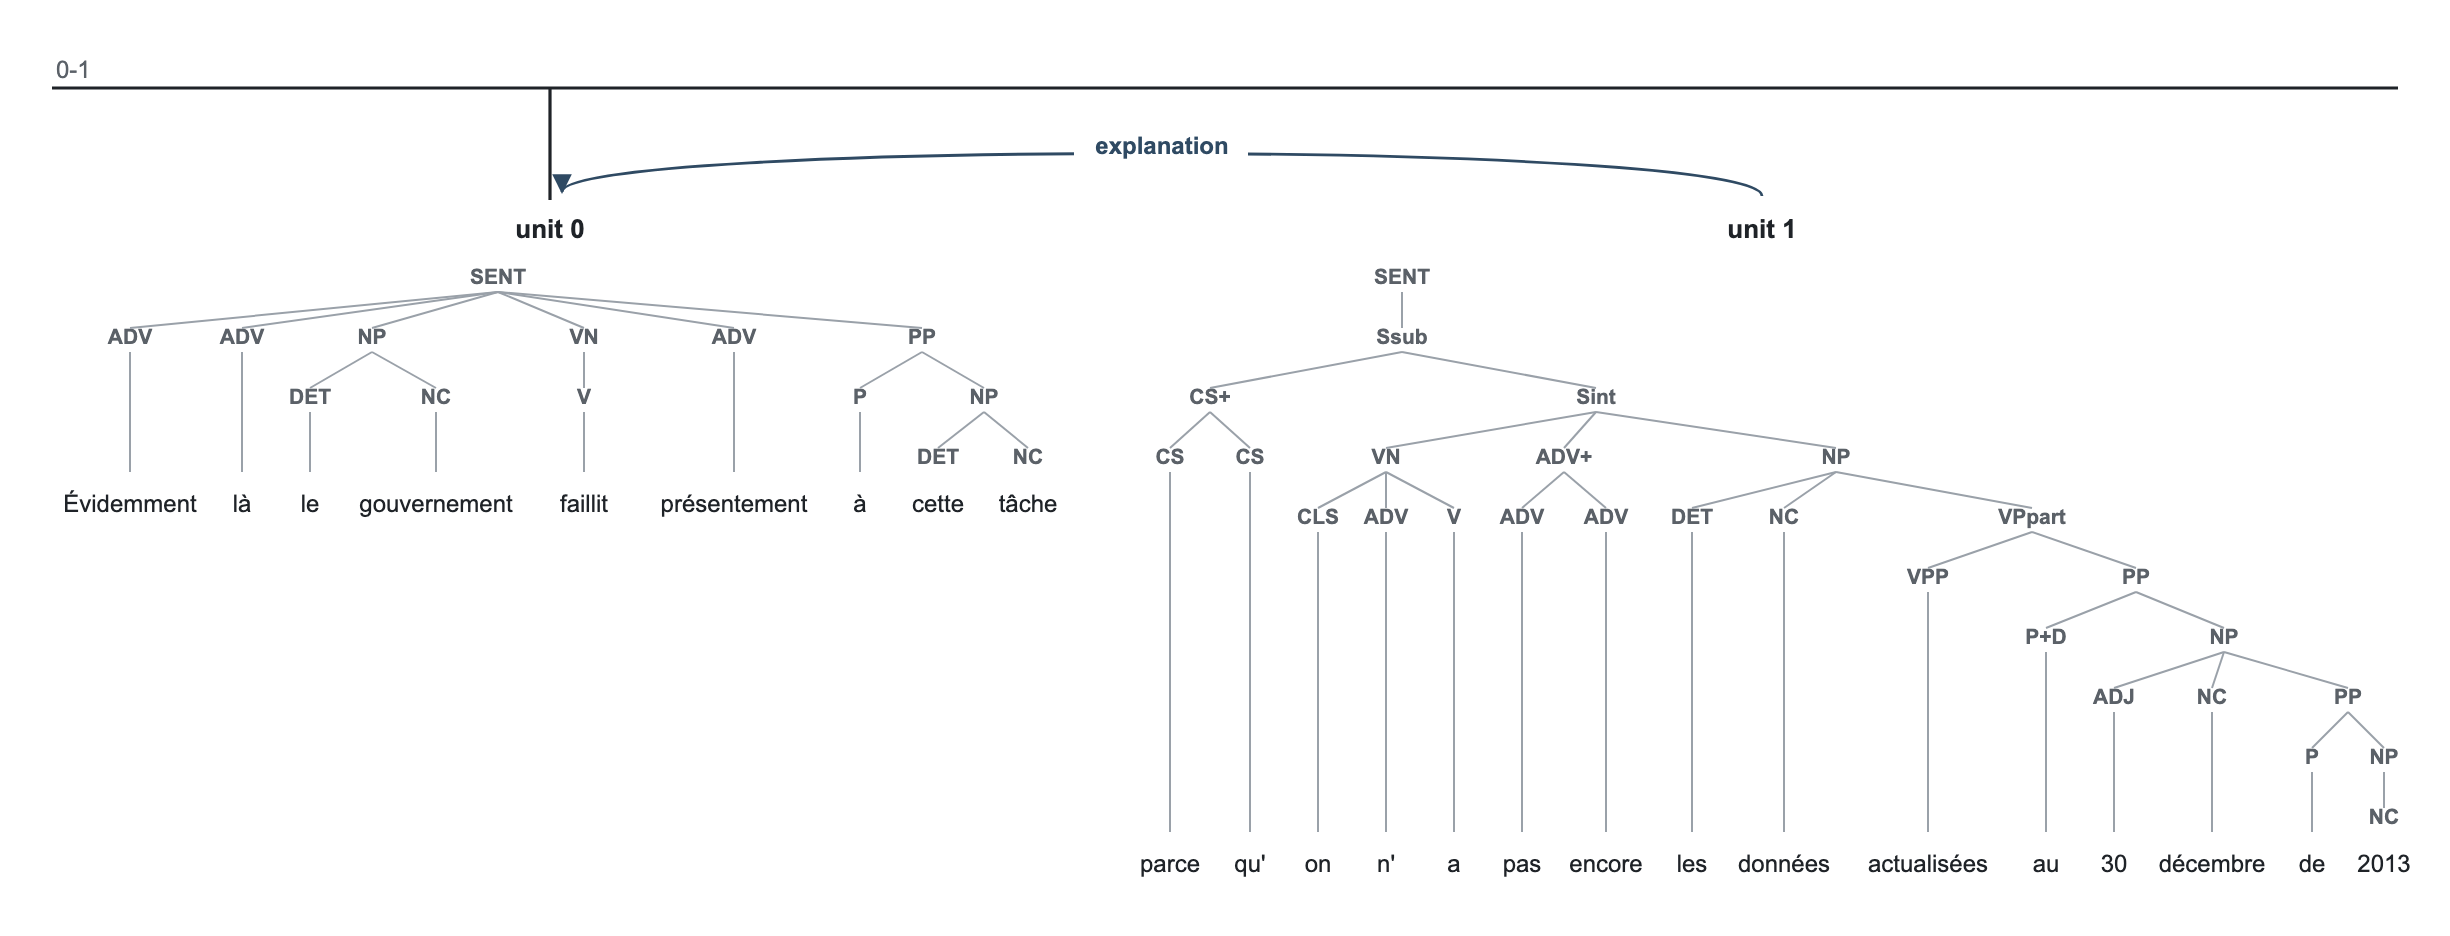 0-1
explanation
unit 0 unit 1
SENT SENT
ADV ADV NP VN ADV PP Ssub
DET NC V P NP CS+ Sint
DET NC CS CS VN ADV+ NP
Évidemment là le gouvernement faillit présentement à cette tâche
CLS ADV V ADV ADV DET NC VPpart
VPP PP
P+D NP
ADJ NC PP
P NP
NC
parce qu' on n' a pas encore les données actualisées au 30 décembre de 2013